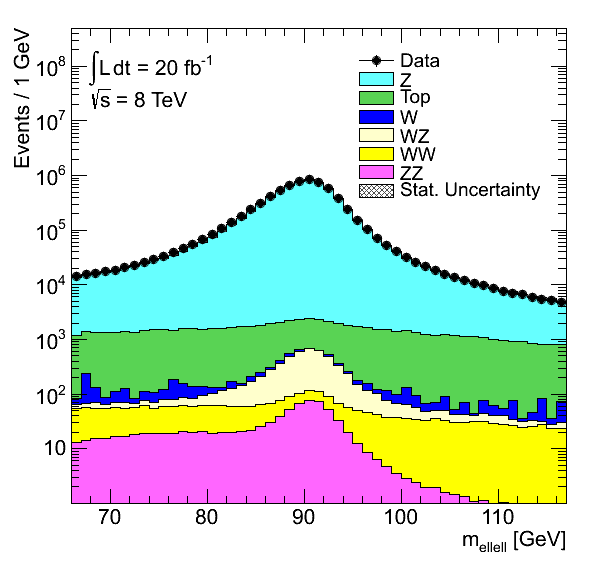 Events / 1 GeV
∫L dt = 20 fb⁻¹
√s = 8 TeV
Data
Z
Top
W
WZ
WW
ZZ
Stat. Uncertainty
10⁸
10⁷
10⁶
10⁵
10⁴
10³
10²
10
70 80 90 100 110
m_ellell [GeV]